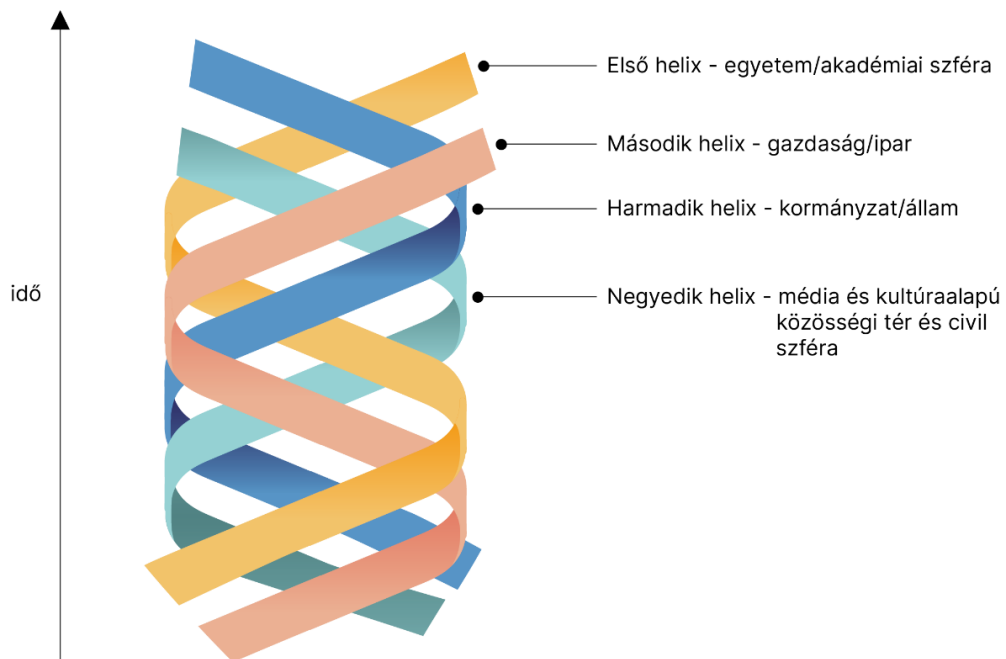 Első helix - egyetem/akadémiai szféra
Második helix - gazdaság/ipar
Harmadik helix - kormányzat/állam
idő
Negyedik helix - média és kultúraalapú
közösségi tér és civil
szféra